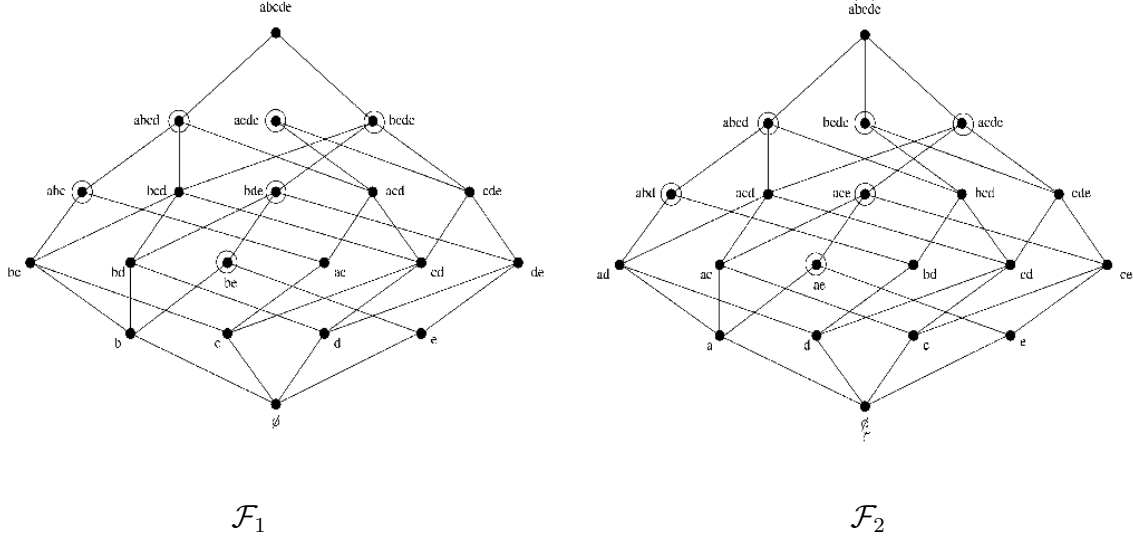 abcde
abcd acde bcde
abc bcd bde acd cde
bc bd be ac cd de
b c d e
∅
ℱ₁
abcde
abcd bcde acde
abd acd ace bcd cde
ad ac ae bd cd ce
a d c e
∅
ℱ₂